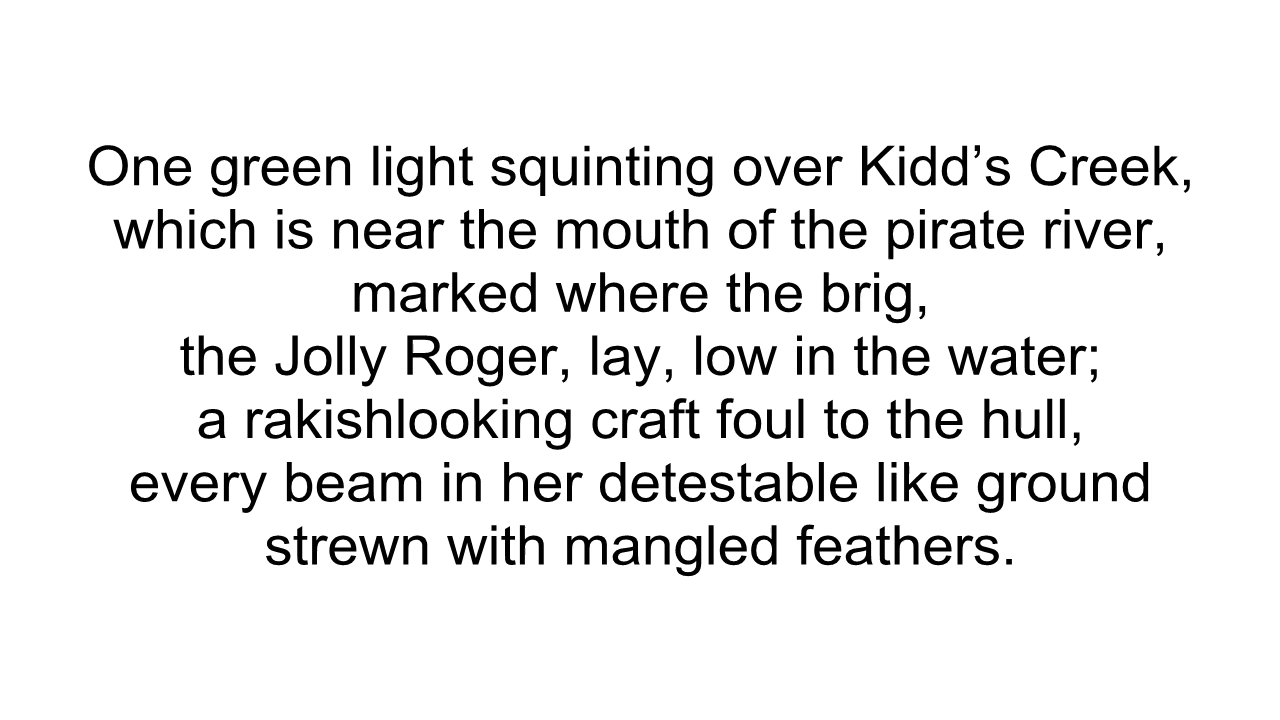 One green light squinting over Kidd’s Creek,
which is near the mouth of the pirate river,
marked where the brig,
the Jolly Roger, lay, low in the water;
a rakishlooking craft foul to the hull,
every beam in her detestable like ground
strewn with mangled feathers.